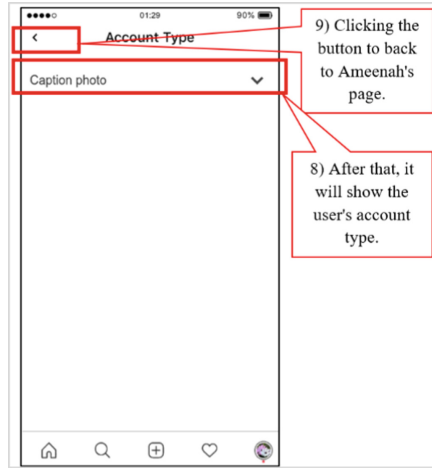 01:29 90%
Account Type
Caption photo
9) Clicking the
button to back
to Ameenah's
page.
8) After that, it
will show the
user's account
type.